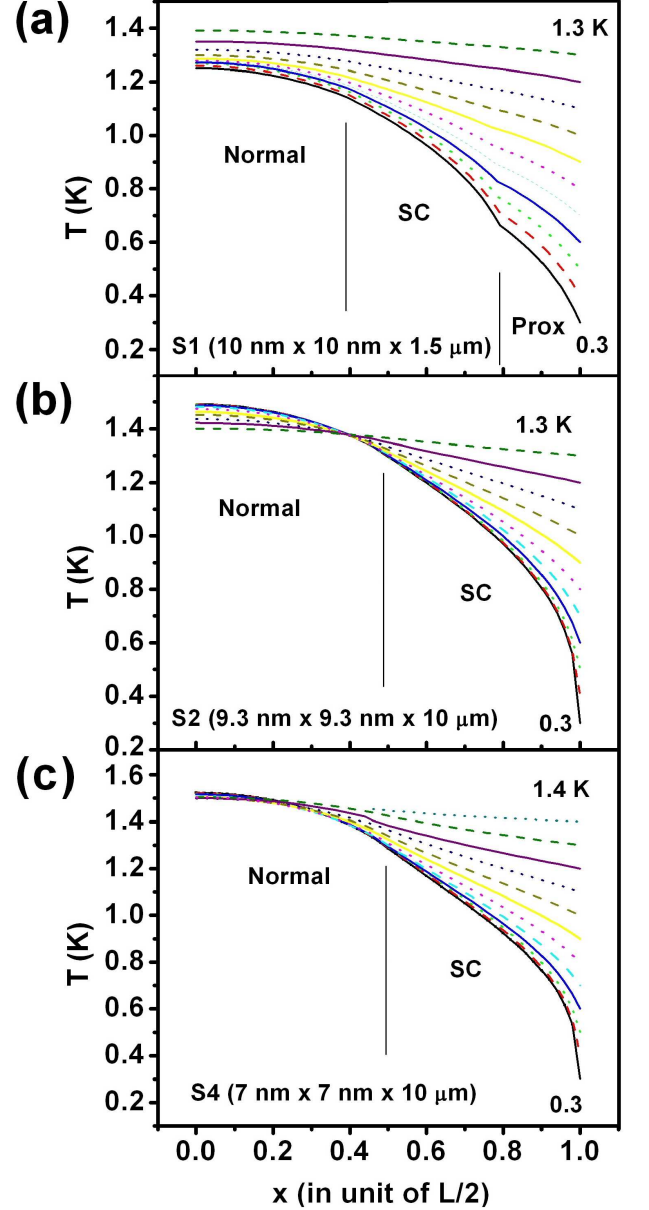 (a)
1.4
1.2
1.0
0.8
0.6
0.4
0.2
T (K)
1.3 K
Normal
SC
Prox
S1 (10 nm x 10 nm x 1.5 μm)
0.3
(b)
1.4
1.2
1.0
0.8
0.6
0.4
0.2
T (K)
1.3 K
Normal
SC
S2 (9.3 nm x 9.3 nm x 10 μm)
0.3
(c)
1.6
1.4
1.2
1.0
0.8
0.6
0.4
0.2
T (K)
1.4 K
Normal
SC
S4 (7 nm x 7 nm x 10 μm)
0.3
0.0 0.2 0.4 0.6 0.8 1.0
x (in unit of L/2)